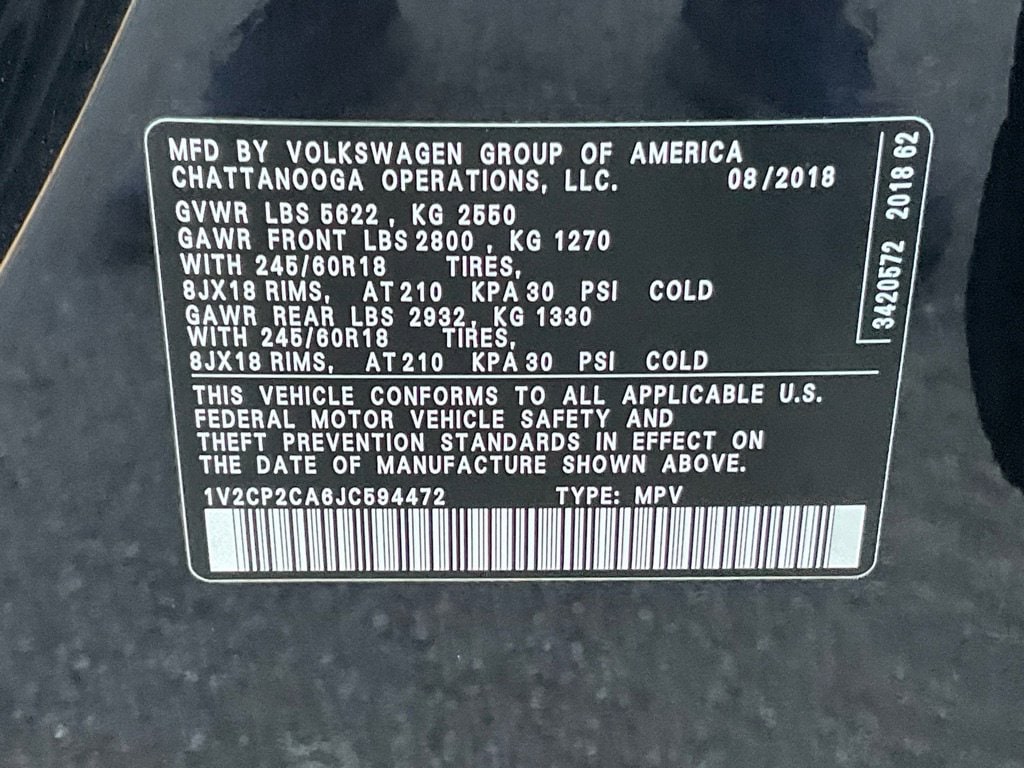 MFD BY VOLKSWAGEN GROUP OF AMERICA
CHATTANOOGA OPERATIONS, LLC. 08/2018
GVWR LBS 5622 , KG 2550
GAWR FRONT LBS 2800 , KG 1270
WITH 245/60R18 TIRES,
8JX18 RIMS, AT 210 KPA 30 PSI COLD
GAWR REAR LBS 2932, KG 1330
WITH 245/60R18 TIRES,
8JX18 RIMS, AT 210 KPA 30 PSI COLD
THIS VEHICLE CONFORMS TO ALL APPLICABLE U.S.
FEDERAL MOTOR VEHICLE SAFETY AND
THEFT PREVENTION STANDARDS IN EFFECT ON
THE DATE OF MANUFACTURE SHOWN ABOVE.
1V2CP2CA6JC594472 TYPE: MPV
3420572 2018 62